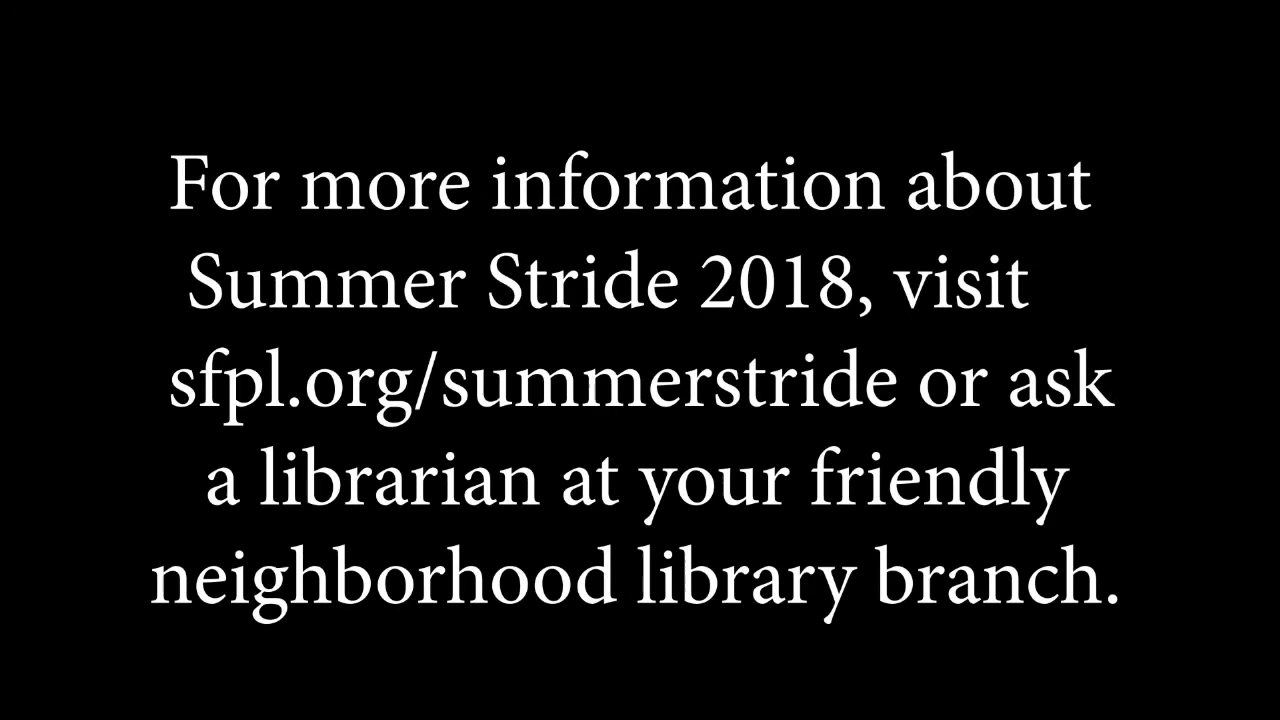 For more information about
Summer Stride 2018, visit
sfpl.org/summerstride or ask
a librarian at your friendly
neighborhood library branch.